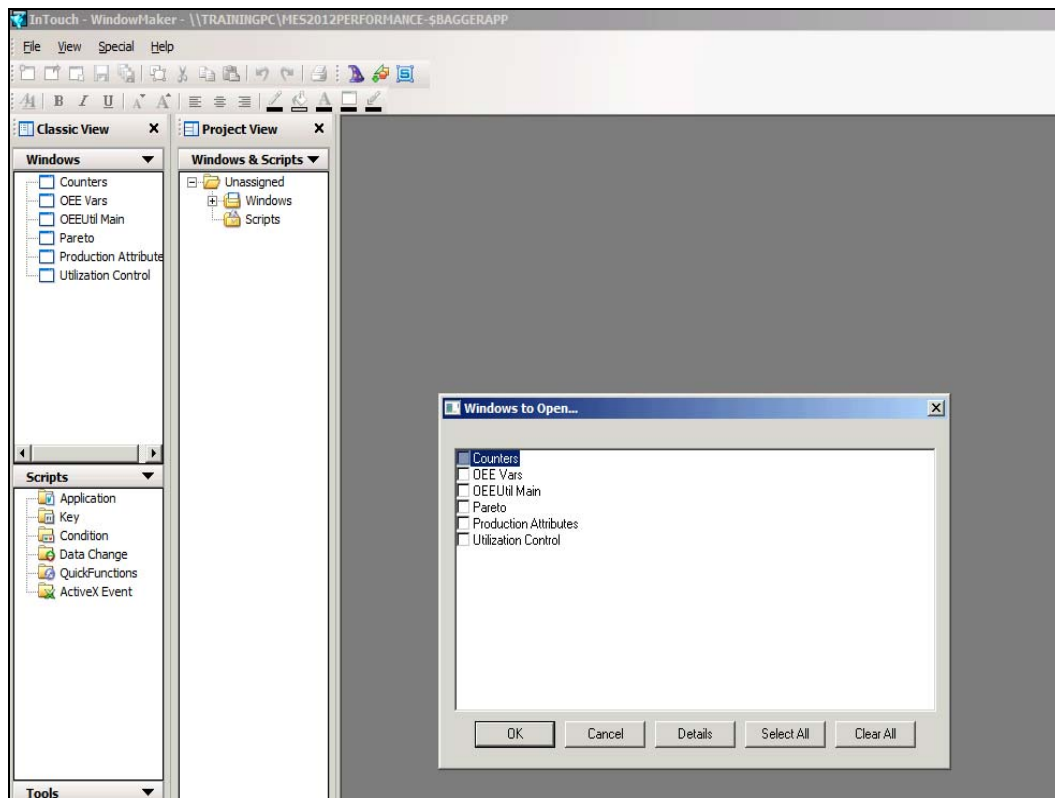 InTouch - WindowMaker - \\TRAININGPC\MES2012PERFORMANCE-$BAGGERAPP
File View Special Help
B I U A A A
Classic View
Windows
Counters
OEE Vars
OEEUtil Main
Pareto
Production Attribute
Utilization Control
Scripts
Application
Key
Condition
Data Change
QuickFunctions
ActiveX Event
Tools
Project View
Windows & Scripts
Unassigned
Windows
Scripts
Windows to Open...
Counters
OEE Vars
OEEUtil Main
Pareto
Production Attributes
Utilization Control
OK Cancel Details Select All Clear All